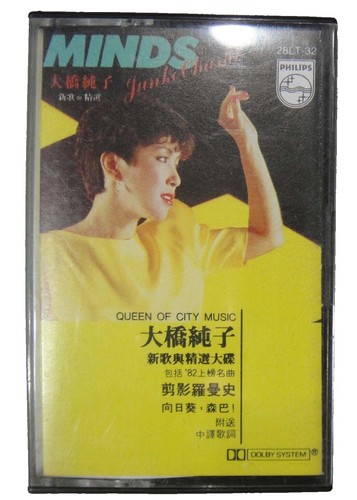 MINDS
大橋純子
Junko Ohashi
新歌與精選
28LT-32
PHILIPS
QUEEN OF CITY MUSIC
大橋純子
新歌與精選大碟
包括'82上榜名曲
剪影羅曼史
向日葵，森巴！
附送
中譯歌詞
DOLBY SYSTEM ®